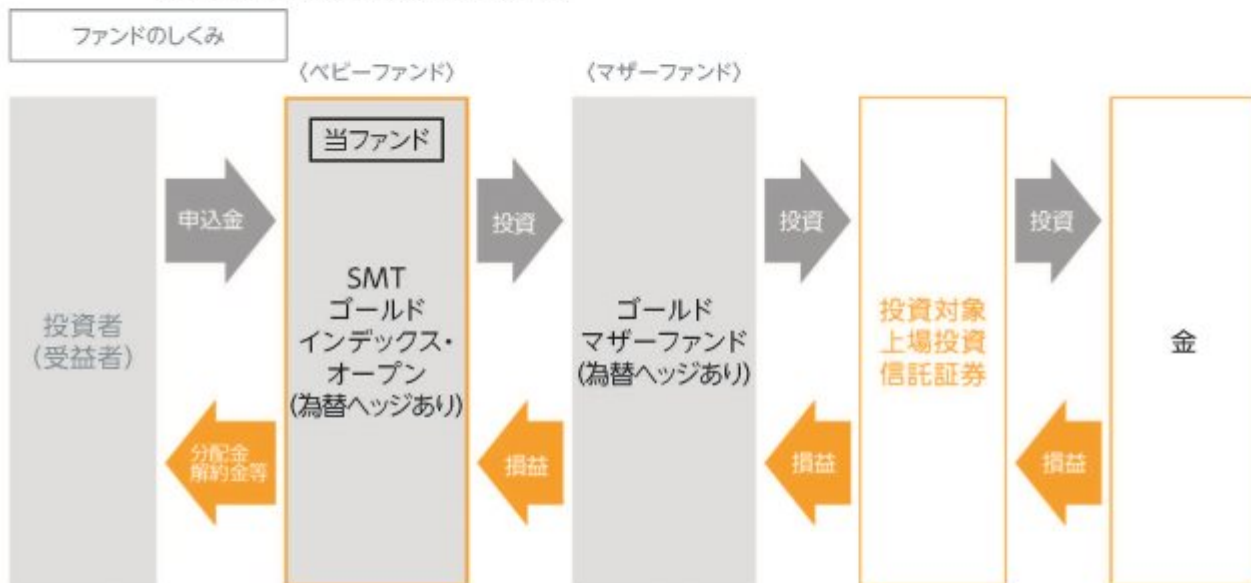 ファンドのしくみ
〈ベビーファンド〉
〈マザーファンド〉
当ファンド
申込金
投資
投資
投資
投資者
(受益者)
SMT
ゴールド
インデックス・
オープン
(為替ヘッジあり)
ゴールド
マザーファンド
(為替ヘッジあり)
投資対象
上場投資
信託証券
金
分配金
解約金等
損益
損益
損益